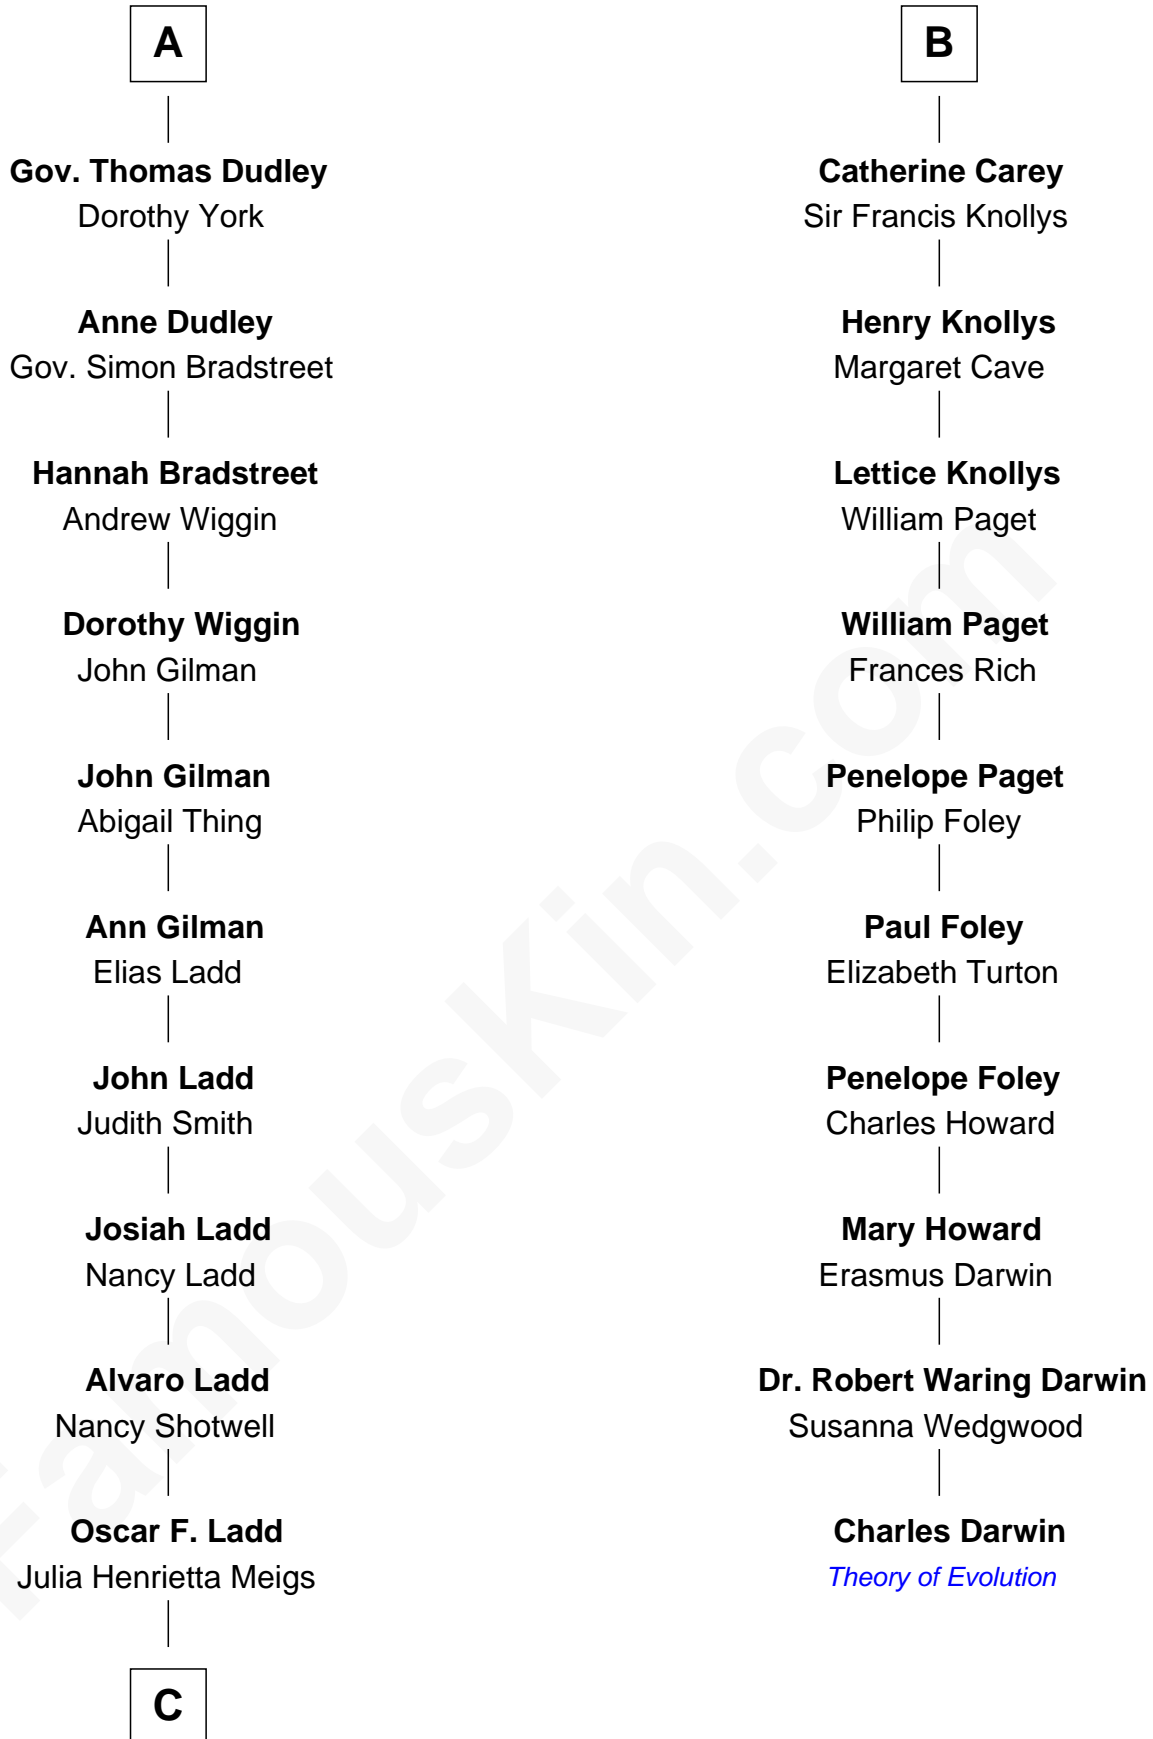 A
Gov. Thomas Dudley
Dorothy York
Anne Dudley
Gov. Simon Bradstreet
Hannah Bradstreet
Andrew Wiggin
Dorothy Wiggin
John Gilman
John Gilman
Abigail Thing
Ann Gilman
Elias Ladd
John Ladd
Judith Smith
Josiah Ladd
Nancy Ladd
Alvaro Ladd
Nancy Shotwell
Oscar F. Ladd
Julia Henrietta Meigs
C
B
Catherine Carey
Sir Francis Knollys
Henry Knollys
Margaret Cave
Lettice Knollys
William Paget
William Paget
Frances Rich
Penelope Paget
Philip Foley
Paul Foley
Elizabeth Turton
Penelope Foley
Charles Howard
Mary Howard
Erasmus Darwin
Dr. Robert Waring Darwin
Susanna Wedgwood
Charles Darwin
Theory of Evolution
FamousKin.com